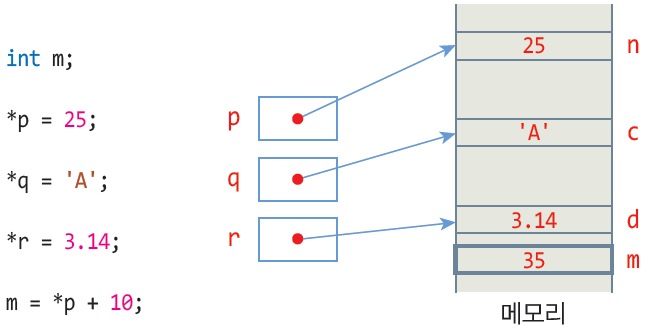 int m;
*p = 25;
*q = 'A';
*r = 3.14;
m = *p + 10;
p
q
r
25 n
'A' c
3.14 d
35 m
메모리